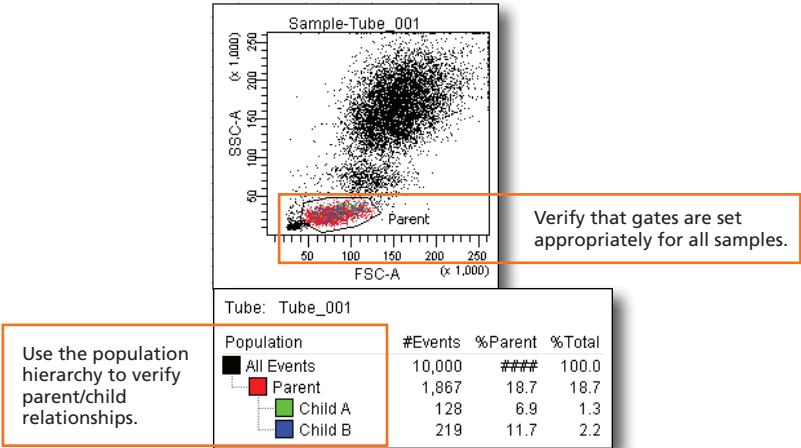 Sample-Tube_001
(x 1,000)
250
200
150
100
50
SSC-A
Parent
50 100 150 200 250
FSC-A (x 1,000)
Verify that gates are set
appropriately for all samples.
Tube: Tube_001
Population #Events %Parent %Total
All Events 10,000 #### 100.0
Parent 1,867 18.7 18.7
Child A 128 6.9 1.3
Child B 219 11.7 2.2
Use the population
hierarchy to verify
parent/child
relationships.